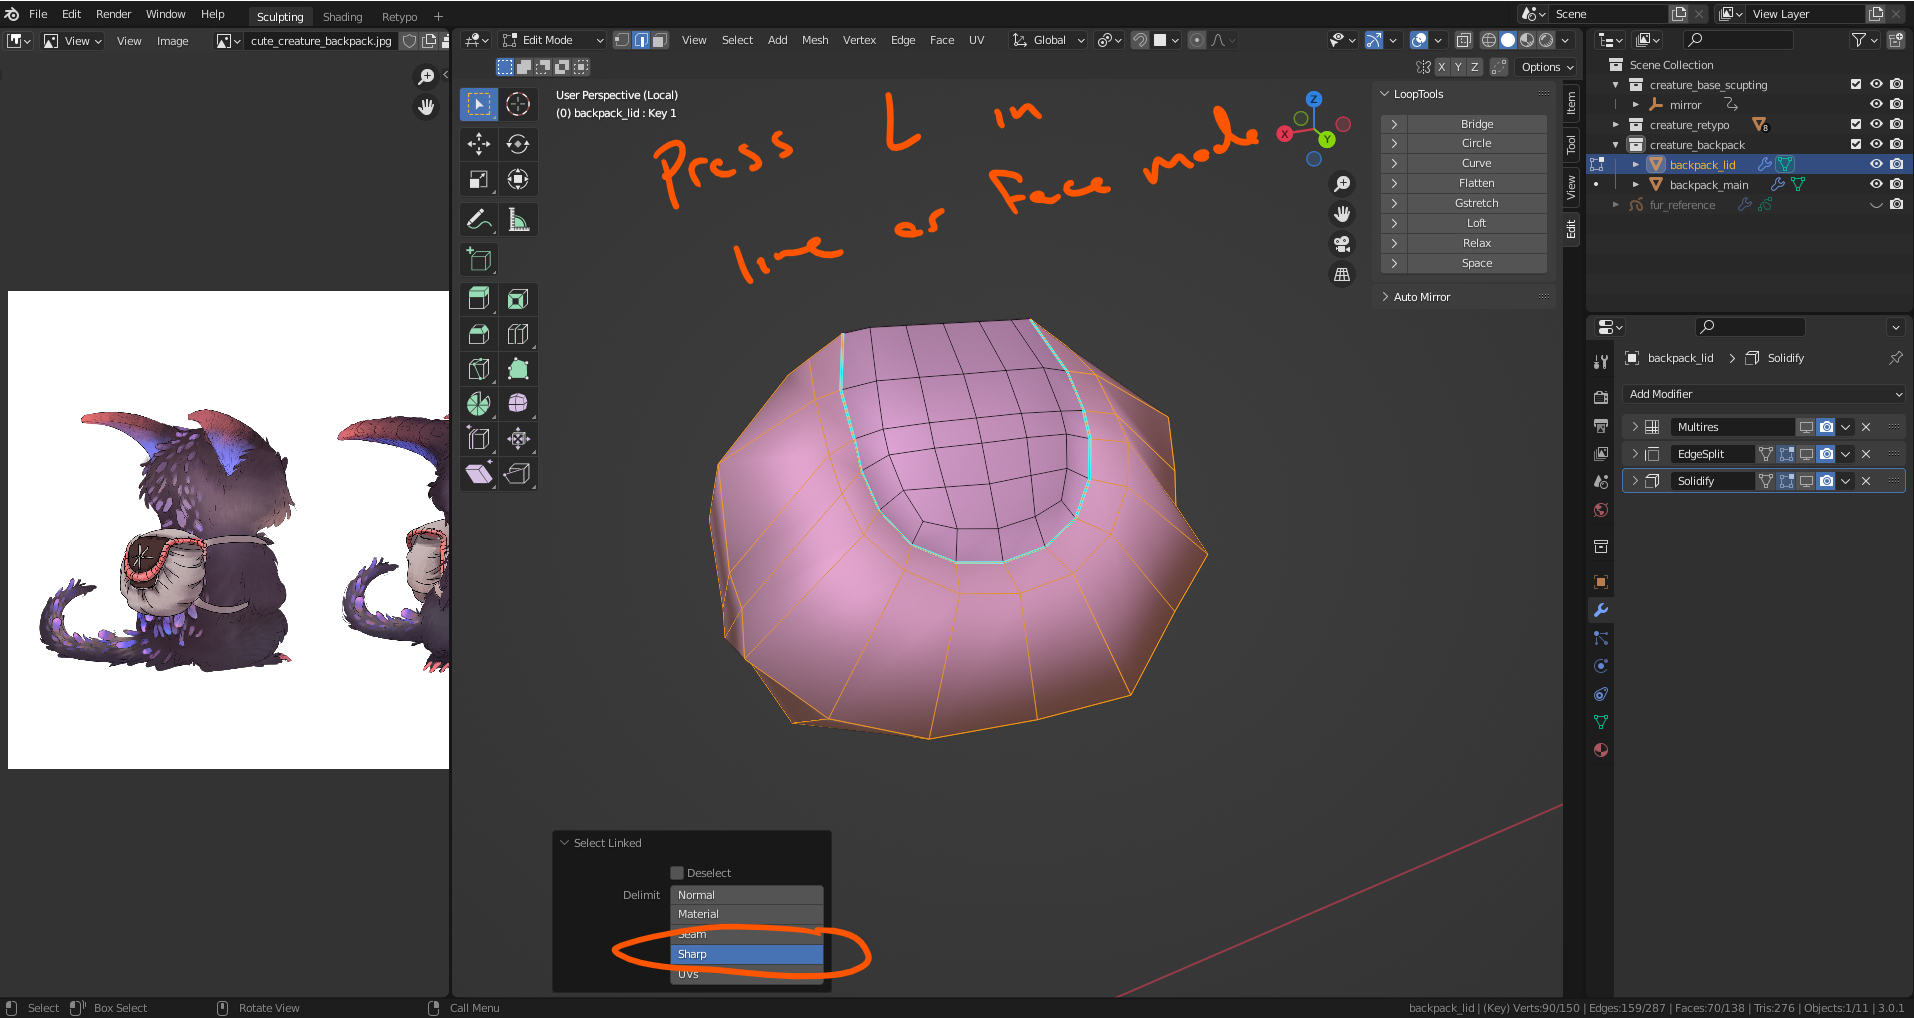 File Edit Render Window Help Sculpting Shading Retypo + Scene View Layer
View View Image cute_creature_backpack.jpg Edit Mode View Select Add Mesh Vertex Edge Face UV Global
X Y Z Options
User Perspective (Local)
(0) backpack_lid : Key 1
Press L in
line or Face mode
Z
X
Y
LoopTools
Bridge
Circle
Curve
Flatten
Gstretch
Loft
Relax
Space
Auto Mirror
Item
Tool
View
Edit
Scene Collection
creature_base_scupting
mirror
creature_retypo 8
creature_backpack
backpack_lid
backpack_main
fur_reference
backpack_lid > Solidify
Add Modifier
Multires
EdgeSplit
Solidify
Select Linked
Deselect
Delimit Normal
Material
Seam
Sharp
UVs
Select Box Select Rotate View Call Menu backpack_lid | (Key) Verts:90/150 | Edges:159/287 | Faces:70/138 | Tris:276 | Objects:1/11 | 3.0.1